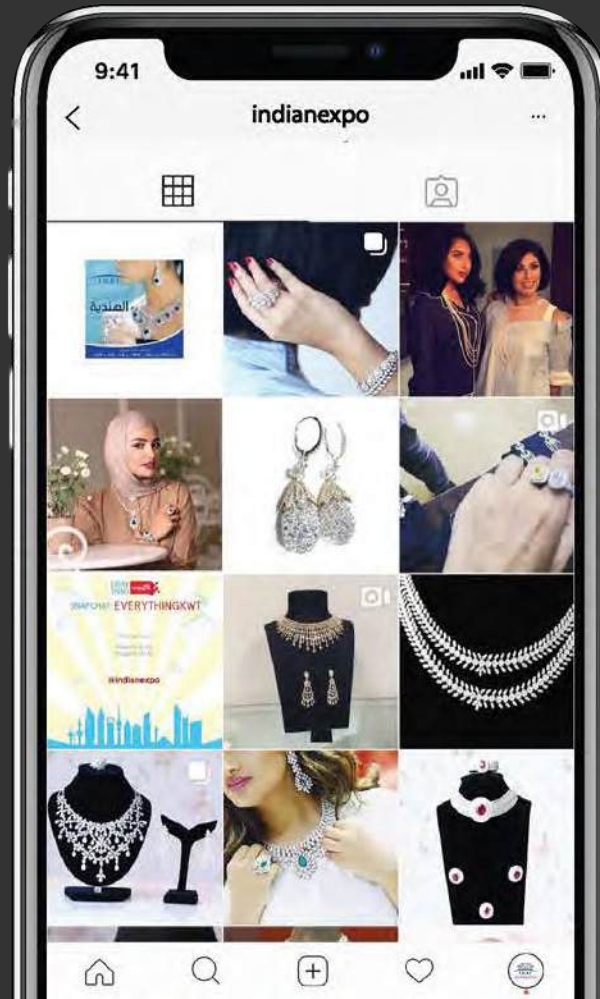 9:41
indianexpo
الهندية
SNAPCHAT EVERYTHINGKWT
#indianexpo